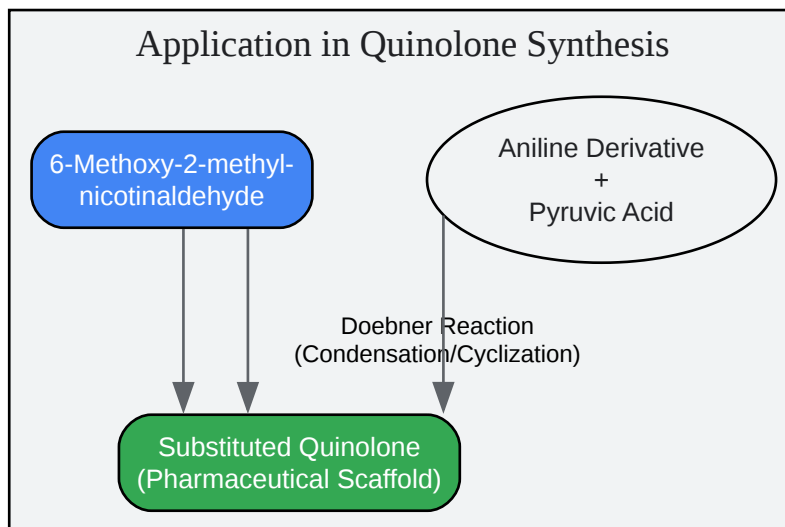 Application in Quinolone Synthesis
6-Methoxy-2-methyl-
nicotinaldehyde
Aniline Derivative
+
Pyruvic Acid
Doebner Reaction
(Condensation/Cyclization)
Substituted Quinolone
(Pharmaceutical Scaffold)